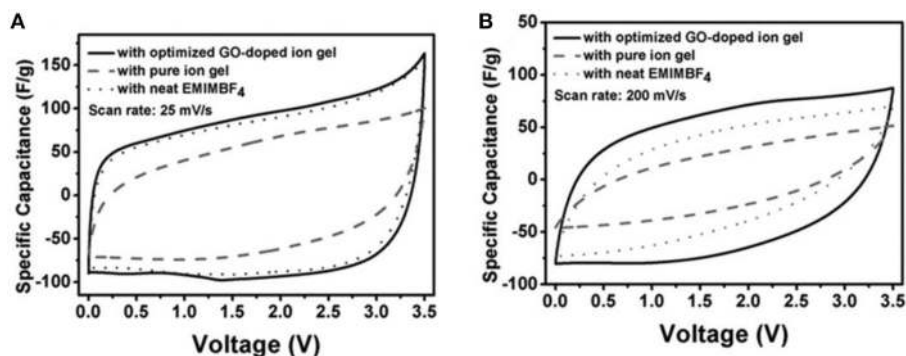 A
with optimized GO-doped ion gel
with pure ion gel
with neat EMIMBF4
Scan rate: 25 mV/s
150
100
50
0
-50
-100
Specific Capacitance (F/g)
0.0 0.5 1.0 1.5 2.0 2.5 3.0 3.5
Voltage (V)
B
with optimized GO-doped ion gel
with pure ion gel
with neat EMIMBF4
Scan rate: 200 mV/s
50
100
50
0
-50
-100
Specific Capacitance (F/g)
0.0 0.5 1.0 1.5 2.0 2.5 3.0 3.5
Voltage (V)